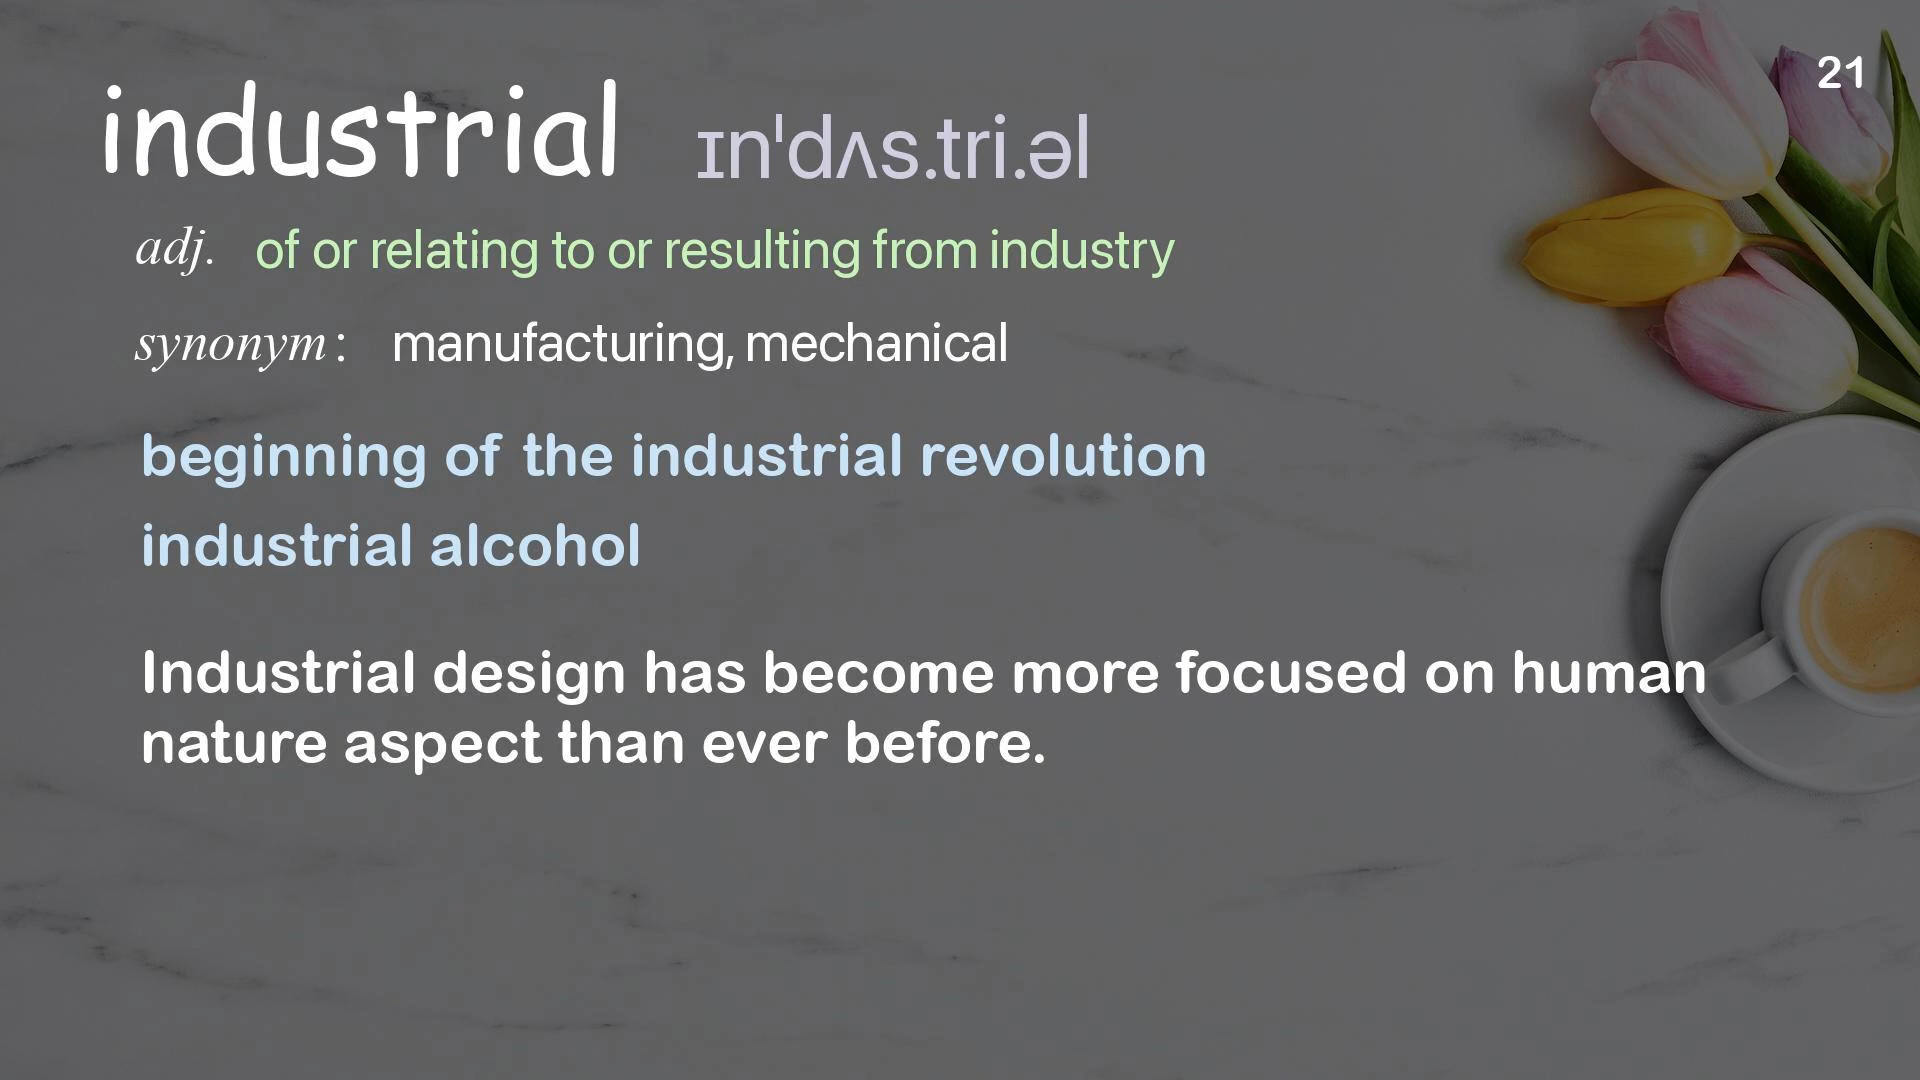 21
industrial ɪnˈdʌs.tri.əl
adj. of or relating to or resulting from industry
synonym : manufacturing, mechanical
beginning of the industrial revolution
industrial alcohol
Industrial design has become more focused on human
nature aspect than ever before.